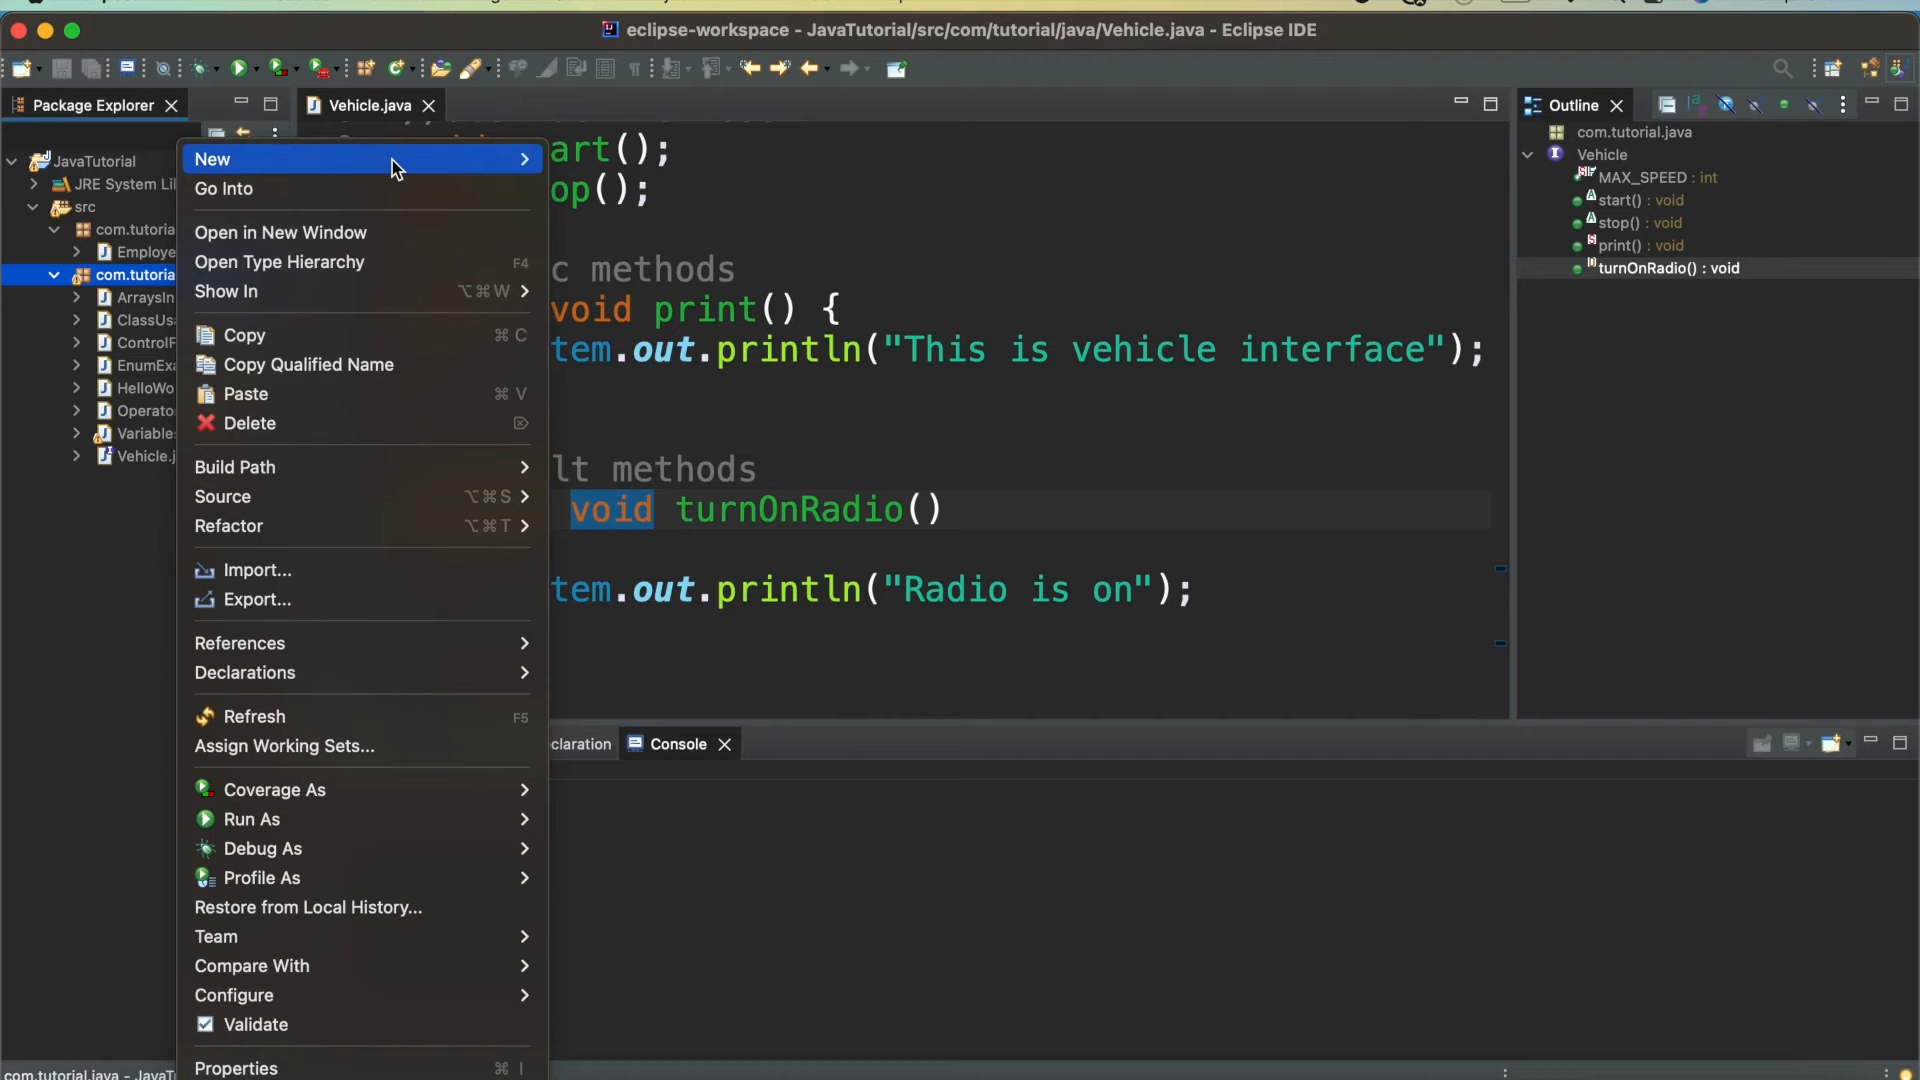 eclipse-workspace - JavaTutorial/src/com/tutorial/java/Vehicle.java - Eclipse IDE
Package Explorer
Vehicle.java
Outline
JavaTutorial
JRE System Li
src
com.tutoria
Employe
com.tutoria
ArraysIn
ClassUs
ControlF
EnumExa
HelloWo
Operato
Variable
Vehicle.j
New
Go Into
Open in New Window
Open Type Hierarchy F4
Show In ⌥⌘W
Copy ⌘C
Copy Qualified Name
Paste ⌘V
Delete ⌦
Build Path
Source ⌥⌘S
Refactor ⌥⌘T
Import...
Export...
References
Declarations
Refresh F5
Assign Working Sets...
Coverage As
Run As
Debug As
Profile As
Restore from Local History...
Team
Compare With
Configure
Validate
Properties ⌘I
art();
op();
c methods
void print() {
tem.out.println("This is vehicle interface");
lt methods
void turnOnRadio()
tem.out.println("Radio is on");
com.tutorial.java
Vehicle
MAX_SPEED : int
start() : void
stop() : void
print() : void
turnOnRadio() : void
claration
Console
com.tutorial.java - JavaT